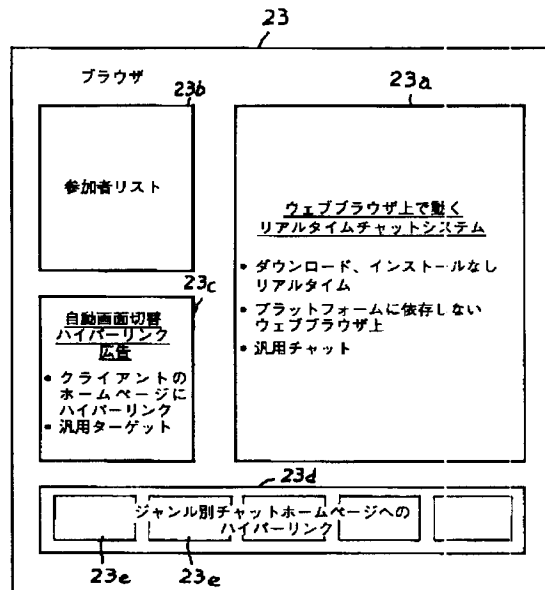 23
ブラウザ
23b
23a
参加者リスト
ウェブブラウザ上で動く
リアルタイムチャットシステム
• ダウンロード、インストールなし
リアルタイム
• プラットフォームに依存しない
ウェブブラウザ上
• 汎用チャット
23c
自動画面切替
ハイパーリンク
広告
• クライアントの
ホームページに
ハイパーリンク
• 汎用ターゲット
23d
ジャンル別チャットホームページへの
ハイパーリンク
23e
23e